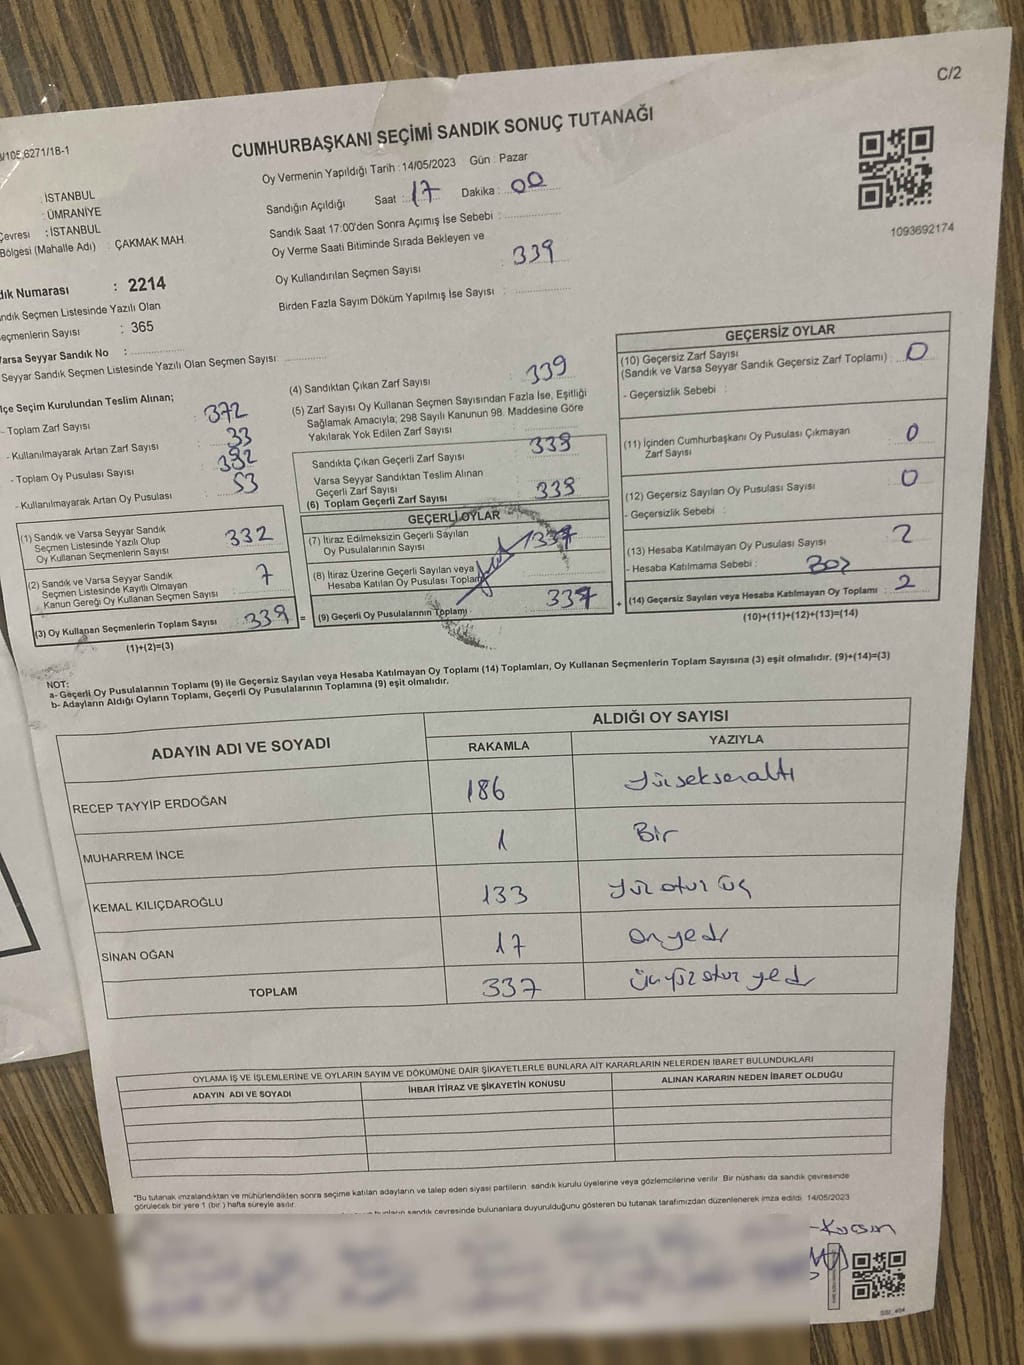 C/2
CUMHURBAŞKANI SEÇİMİ SANDIK SONUÇ TUTANAĞI
6271/18-1
Oy Vermenin Yapıldığı Tarih : 14/05/2023 Gün : Pazar
: İSTANBUL
: ÜMRANİYE
Çevresi : İSTANBUL
Bölgesi (Mahalle Adı) : ÇAKMAK MAH.
Sandığın Açıldığı Saat : 17 Dakika : 00
Sandık Saat 17:00'den Sonra Açımış İse Sebebi :
Oy Verme Saati Bitiminde Sırada Bekleyen ve
Oy Kullandırılan Seçmen Sayısı : 339
Birden Fazla Sayım Döküm Yapılmış İse Sayısı :
1093692174
dık Numarası : 2214
ndık Seçmen Listesinde Yazılı Olan
eçmenlerin Sayısı : 365
Varsa Seyyar Sandık No :
Seyyar Sandık Seçmen Listesinde Yazılı Olan Seçmen Sayısı:
lçe Seçim Kurulundan Teslim Alınan;
- Toplam Zarf Sayısı : 372
- Kullanılmayarak Artan Zarf Sayısı : 33
- Toplam Oy Pusulası Sayısı : 392
- Kullanılmayarak Artan Oy Pusulası : 53
(1) Sandık ve Varsa Seyyar Sandık
Seçmen Listesinde Yazılı Olup
Oy Kullanan Seçmenlerin Sayısı : 332
(2) Sandık ve Varsa Seyyar Sandık
Seçmen Listesinde Kayıtlı Olmayan
Kanun Gereği Oy Kullanan Seçmen Sayısı : 7
(3) Oy Kullanan Seçmenlerin Toplam Sayısı : 339
(1)+(2)=(3)
(4) Sandıktan Çıkan Zarf Sayısı : 339
(5) Zarf Sayısı Oy Kullanan Seçmen Sayısından Fazla İse, Eşitliği
Sağlamak Amacıyla; 298 Sayılı Kanunun 98. Maddesine Göre
Yakılarak Yok Edilen Zarf Sayısı :
Sandıkta Çıkan Geçerli Zarf Sayısı : 339
Varsa Seyyar Sandıktan Teslim Alınan
Geçerli Zarf Sayısı :
(6) Toplam Geçerli Zarf Sayısı : 339
GEÇERLİ OYLAR
(7) İtiraz Edilmeksizin Geçerli Sayılan
Oy Pusulalarının Sayısı : 337
(8) İtiraz Üzerine Geçerli Sayılan veya
Hesaba Katılan Oy Pusulası Toplamı
(9) Geçerli Oy Pusulalarının Toplamı : 337
=
+
GEÇERSİZ OYLAR
(10) Geçersiz Zarf Sayısı
(Sandık ve Varsa Seyyar Sandık Geçersiz Zarf Toplamı) : 0
- Geçersizlik Sebebi :
(11) İçinden Cumhurbaşkanı Oy Pusulası Çıkmayan
Zarf Sayısı : 0
(12) Geçersiz Sayılan Oy Pusulası Sayısı : 0
- Geçersizlik Sebebi :
(13) Hesaba Katılmayan Oy Pusulası Sayısı : 2
- Hesaba Katılmama Sebebi : Boş
(14) Geçersiz Sayılan veya Hesaba Katılmayan Oy Toplamı : 2
(10)+(11)+(12)+(13)=(14)
NOT:
a- Geçerli Oy Pusulalarının Toplamı (9) ile Geçersiz Sayılan veya Hesaba Katılmayan Oy Toplamı (14) Toplamları, Oy Kullanan Seçmenlerin Toplam Sayısına (3) eşit olmalıdır. (9)+(14)=(3)
b- Adayların Aldığı Oyların Toplamı, Geçerli Oy Pusulalarının Toplamına (9) eşit olmalıdır.
ADAYIN ADI VE SOYADI ALDIĞI OY SAYISI
RAKAMLA YAZIYLA
RECEP TAYYİP ERDOĞAN 186 Yüzseksenaltı
MUHARREM İNCE 1 Bir
KEMAL KILIÇDAROĞLU 133 Yüz otuz üç
SİNAN OĞAN 17 On yedi
TOPLAM 337 Üçyüz otuz yedi
OYLAMA İŞ VE İŞLEMLERİNE VE OYLARIN SAYIM VE DÖKÜMÜNE DAİR ŞİKAYETLERLE BUNLARA AİT KARARLARIN NELERDEN İBARET BULUNDUKLARI
ADAYIN ADI VE SOYADI İHBAR İTİRAZ VE ŞİKAYETİN KONUSU ALINAN KARARIN NEDEN İBARET OLDUĞU
*Bu tutanak imzalandıktan ve mühürlendikten sonra seçime katılan adayların ve talep eden siyasi partilerin, sandık kurulu üyelerine veya gözlemcilerine verilir. Bir nüshası da sandık çevresinde
görülecek bir yere 1 (bir) hafta süreyle asılır.
bunların sandık çevresinde bulunanlara duyurulduğunu gösteren bu tutanak tarafımızdan düzenlenerek imza edildi. 14/05/2023